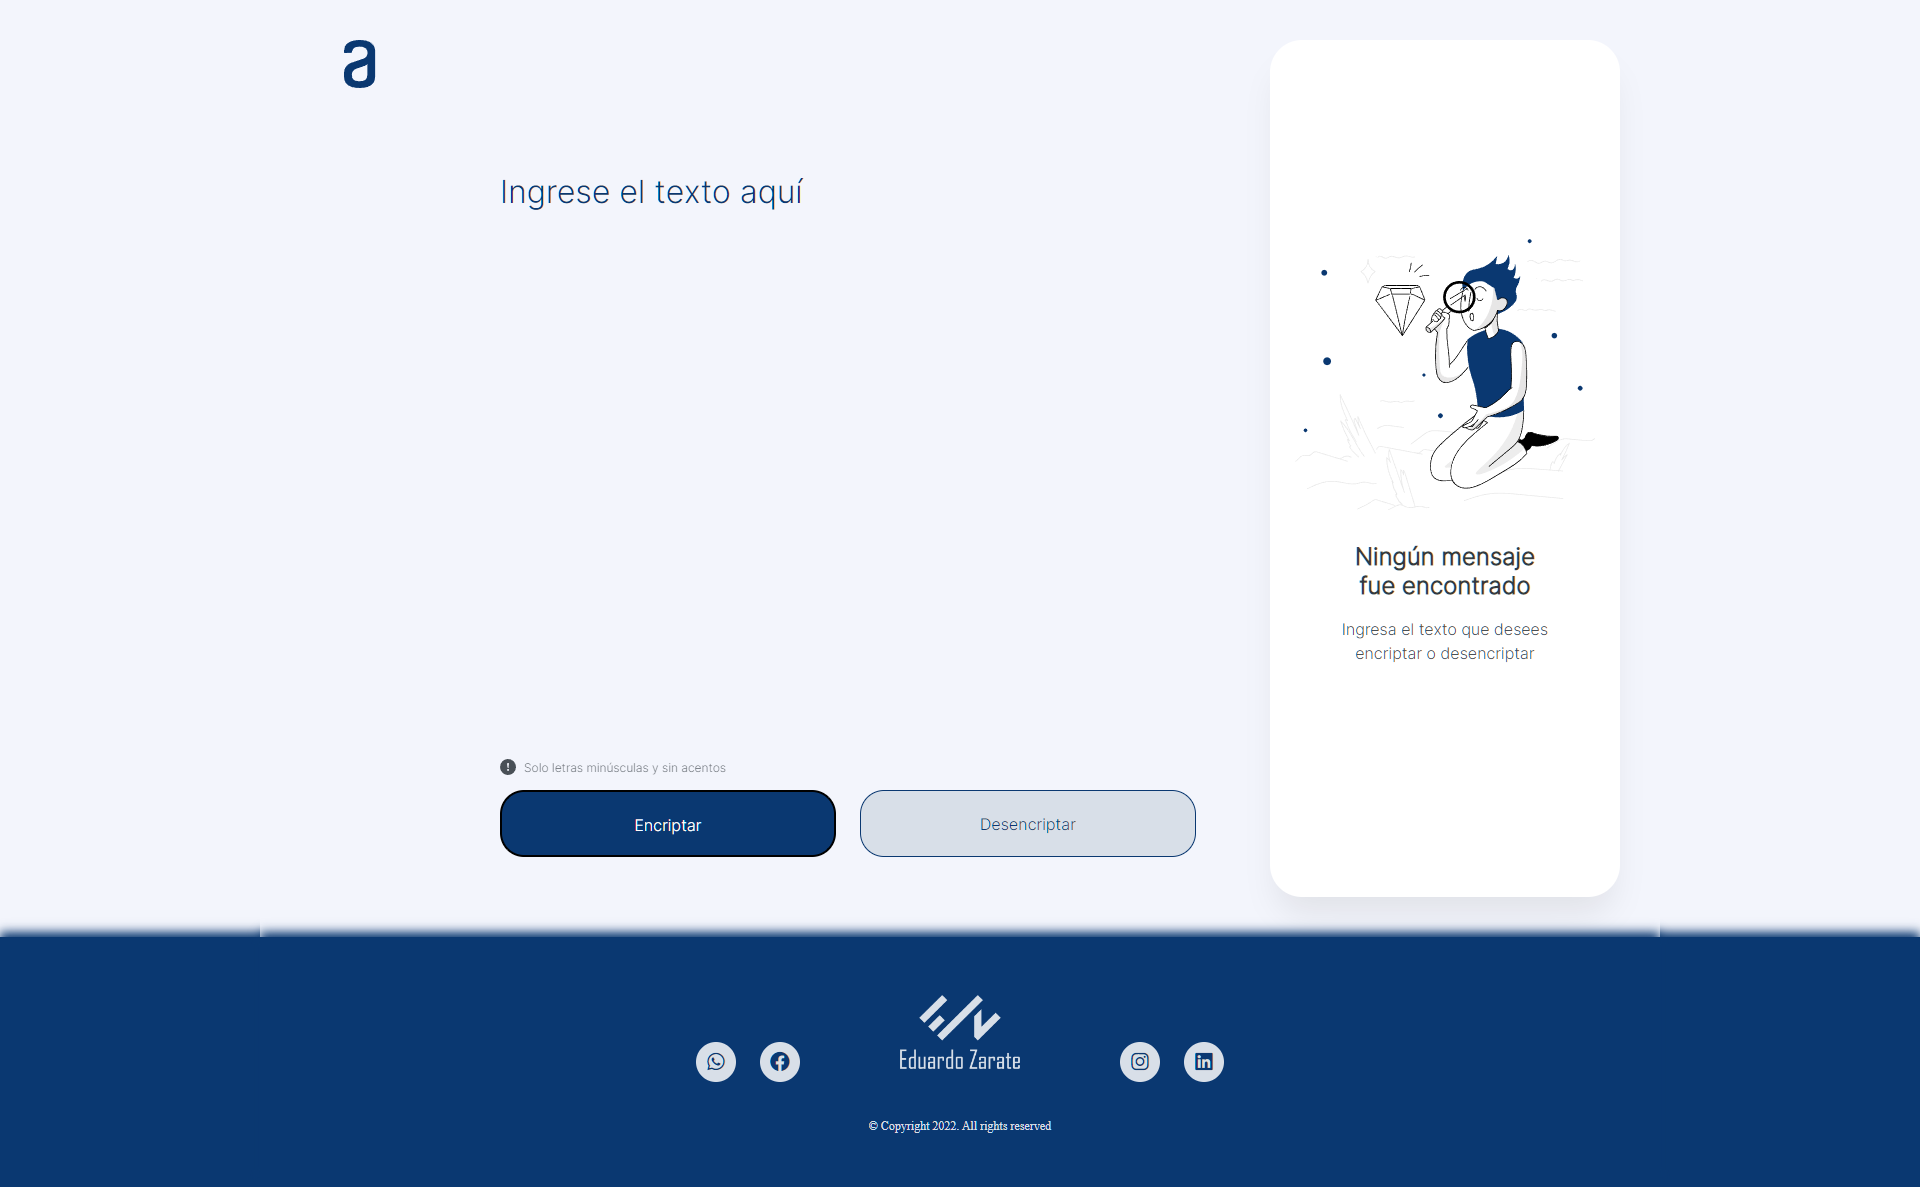 a
Ingrese el texto aquí
Ningún mensaje
fue encontrado
Ingresa el texto que desees
encriptar o desencriptar
Solo letras minúsculas y sin acentos
Encriptar
Desencriptar
Eduardo Zarate
© Copyright 2022. All rights reserved